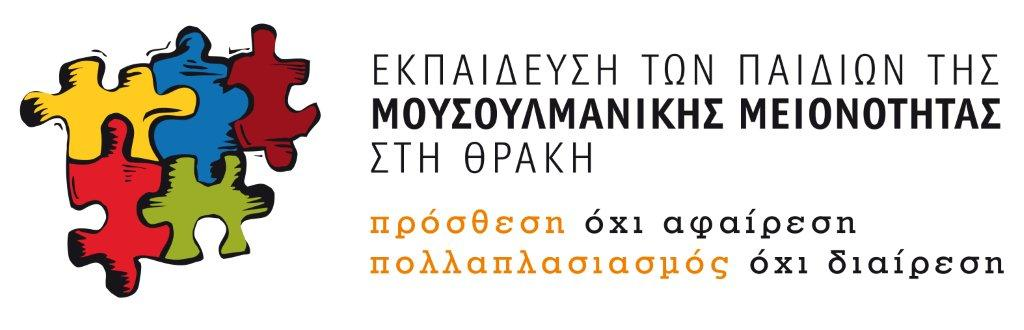 ΕΚΠΑΙΔΕΥΣΗ ΤΩΝ ΠΑΙΔΙΩΝ ΤΗΣ
ΜΟΥΣΟΥΛΜΑΝΙΚΗΣ ΜΕΙΟΝΟΤΗΤΑΣ
ΣΤΗ ΘΡΑΚΗ
πρόσθεση όχι αφαίρεση
πολλαπλασιασμός όχι διαίρεση